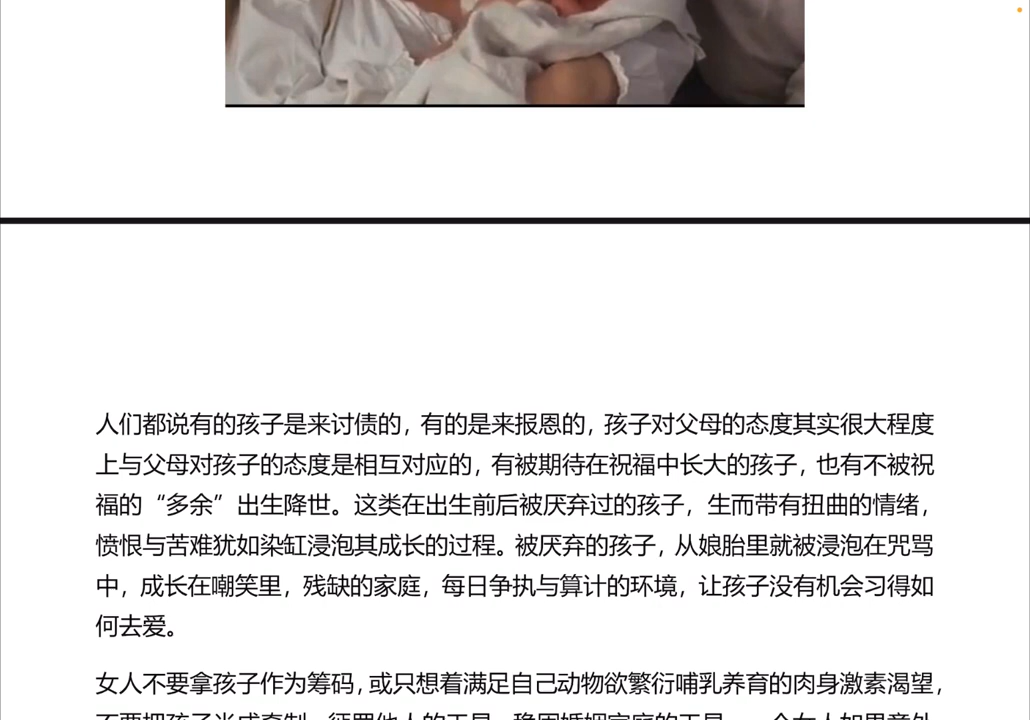 人们都说有的孩子是来讨债的，有的是来报恩的，孩子对父母的态度其实很大程度
上与父母对孩子的态度是相互对应的，有被期待在祝福中长大的孩子，也有不被祝
福的“多余”出生降世。这类在出生前后被厌弃过的孩子，生而带有扭曲的情绪，
愤恨与苦难犹如染缸浸泡其成长的过程。被厌弃的孩子，从娘胎里就被浸泡在咒骂
中，成长在嘲笑里，残缺的家庭，每日争执与算计的环境，让孩子没有机会习得如
何去爱。
女人不要拿孩子作为筹码，或只想着满足自己动物欲繁衍哺乳养育的肉身激素渴望，